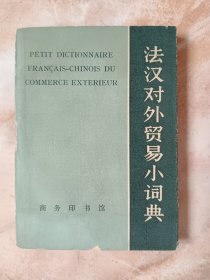 PETIT DICTIONNAIRE
FRANÇAIS-CHINOIS DU
COMMERCE EXTERIEUR
法汉对外贸易小词典
商务印书馆